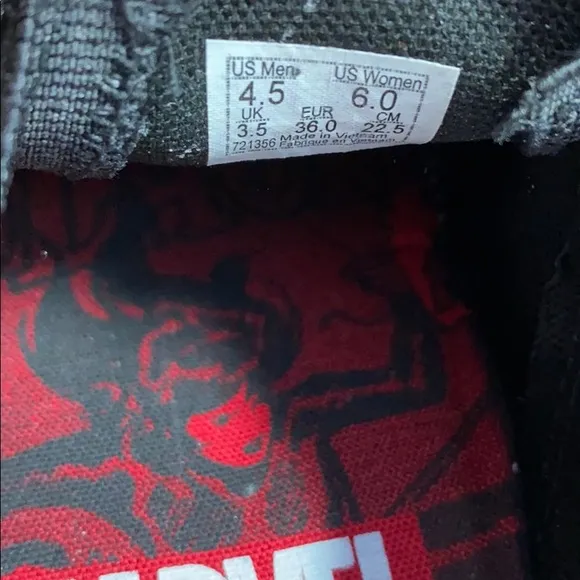 US Men US Women
4.5 6.0
UK EUR CM
3.5 36.0 22.5
721356 Made in Vietnam
Fabriqué en Vietnam
MARVEL